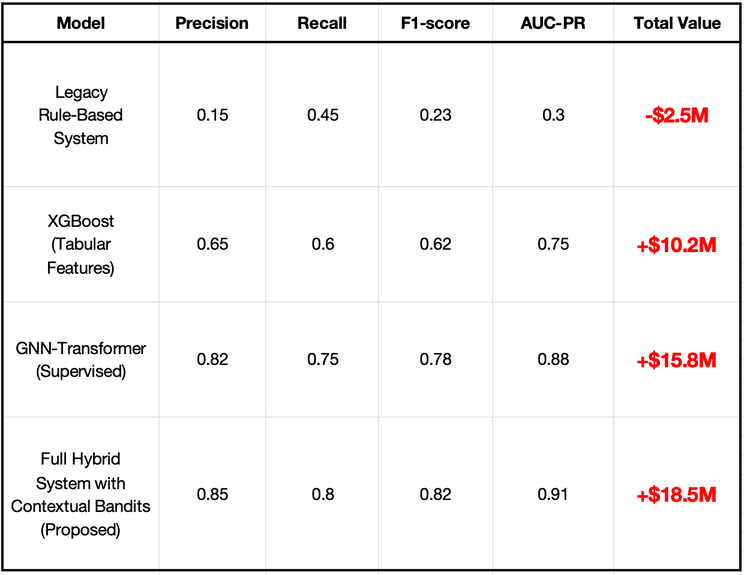 Model Precision Recall F1-score AUC-PR Total Value
Legacy
Rule-Based
System
0.15 0.45 0.23 0.3 -$2.5M
XGBoost
(Tabular
Features)
0.65 0.6 0.62 0.75 +$10.2M
GNN-Transformer
(Supervised)
0.82 0.75 0.78 0.88 +$15.8M
Full Hybrid
System with
Contextual Bandits
(Proposed)
0.85 0.8 0.82 0.91 +$18.5M